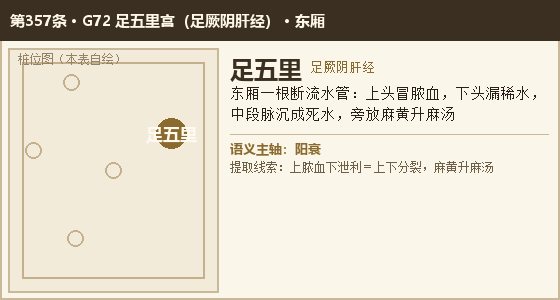 第357条・G72 足五里宫（足厥阴肝经）・东厢
桩位图（本表自绘）
足五里
足五里 足厥阴肝经
东厢一根断流水管：上头冒脓血，下头漏稀水，
中段脉沉成死水，旁放麻黄升麻汤
语义主轴：阳衰
提取线索：上脓血下泄利＝上下分裂，麻黄升麻汤